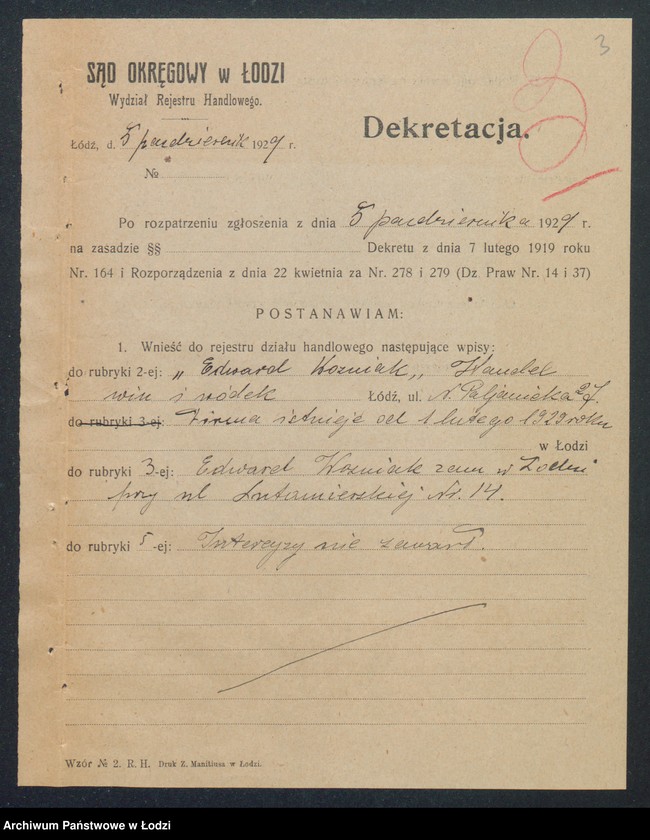 3
SĄD OKRĘGOWY w ŁODZI
Wydział Rejestru Handlowego.
Dekretacja.
Łódź, d. 5 pazdziernik 1929 r.
№
Po rozpatrzeniu zgłoszenia z dnia 5 pazdziernika 1929 r.
na zasadzie §§ Dekretu z dnia 7 lutego 1919 roku
Nr. 164 i Rozporządzenia z dnia 22 kwietnia za Nr. 278 i 279 (Dz. Praw Nr. 14 i 37)
POSTANAWIAM:
1. Wnieść do rejestru działu handlowego następujące wpisy:
do rubryki 2-ej: „Edward Kozniak„ Handel
win i wódek Łódź, ul. N. Paljanicka 27.
do rubryki 3-ej: Firma istnieje od 1 lutego 1929 roku
w Łodzi
do rubryki 3-ej: Edward Kozniak zam w Łodzi
przy ul Lutomierskiej Nr. 14.
do rubryki 5-ej: Intercyzy nie zawarł.
Wzór № 2. R. H. Druk Z. Manitiusa w Łodzi.
Archiwum Państwowe w Łodzi